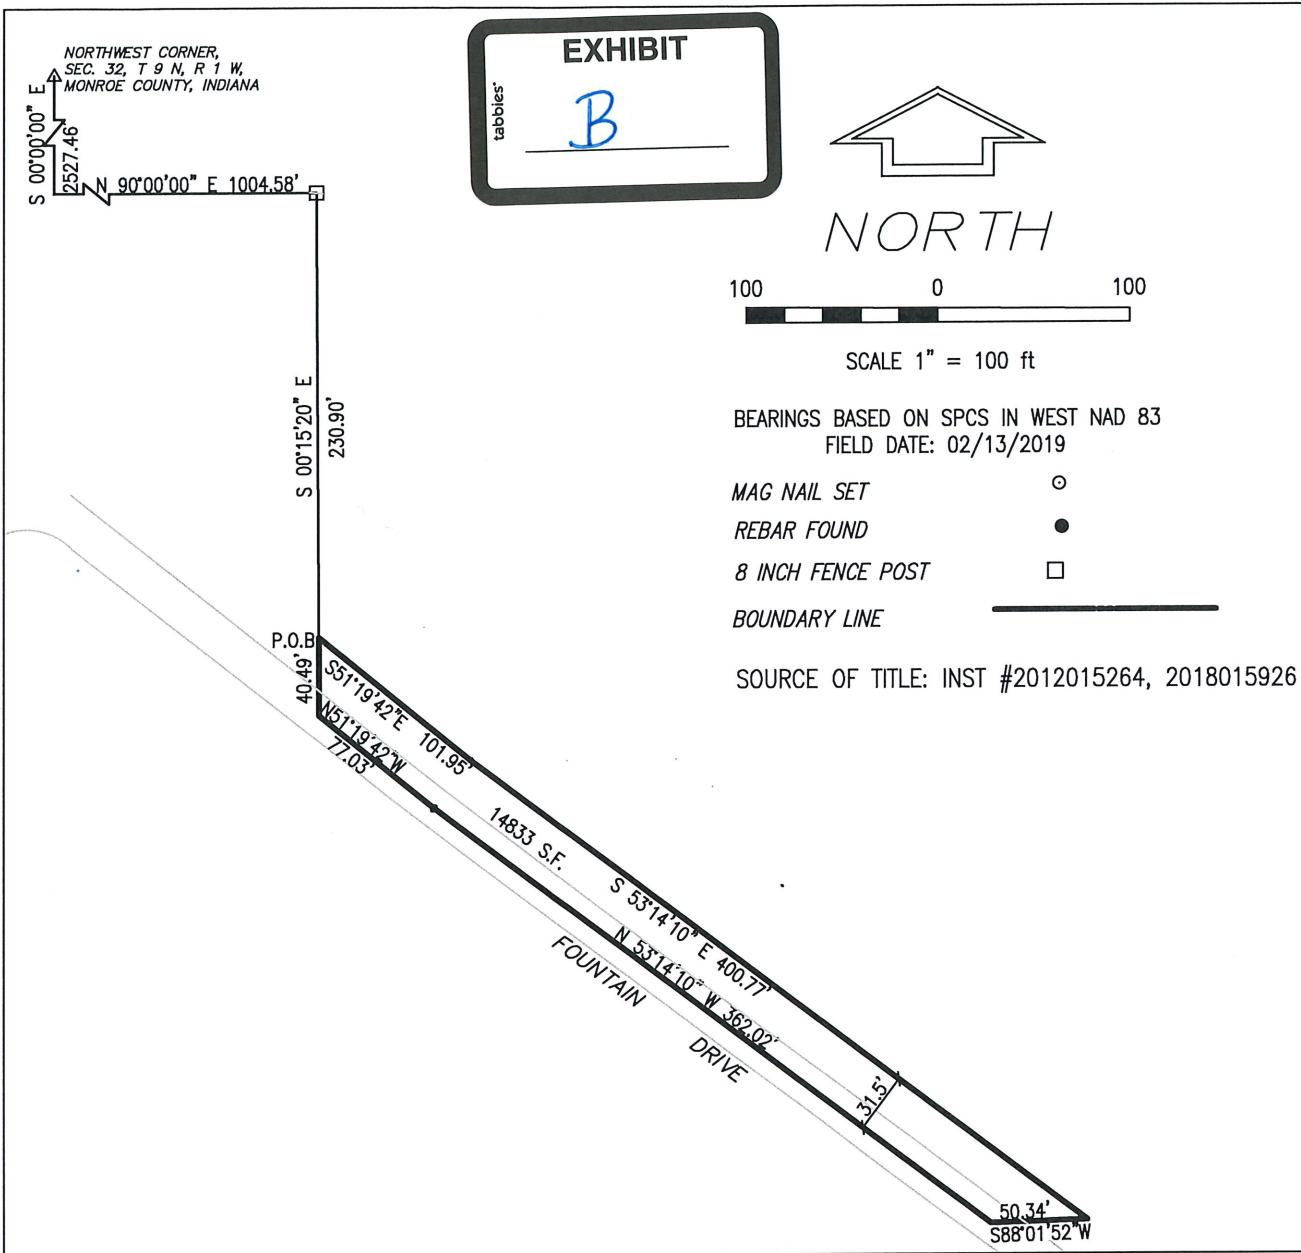 NORTHWEST CORNER,
SEC. 32, T 9 N, R 1 W,
MONROE COUNTY, INDIANA
S 00°00'00" E
2527.46'
N 90°00'00" E 1004.58'
EXHIBIT
tabbies®
B
NORTH
100 0 100
SCALE 1" = 100 ft
BEARINGS BASED ON SPCS IN WEST NAD 83
FIELD DATE: 02/13/2019
MAG NAIL SET
REBAR FOUND
8 INCH FENCE POST
BOUNDARY LINE
SOURCE OF TITLE: INST #2012015264, 2018015926
S 00°15'20" E
230.90'
P.O.B
40.49'
S51°19'42"E 101.95'
N51°19'42"W
77.03'
14833 S.F.
S 53°14'10" E 400.77'
N 53°14'10" W 362.02'
FOUNTAIN
DRIVE
31.5'
50.34'
S88°01'52"W